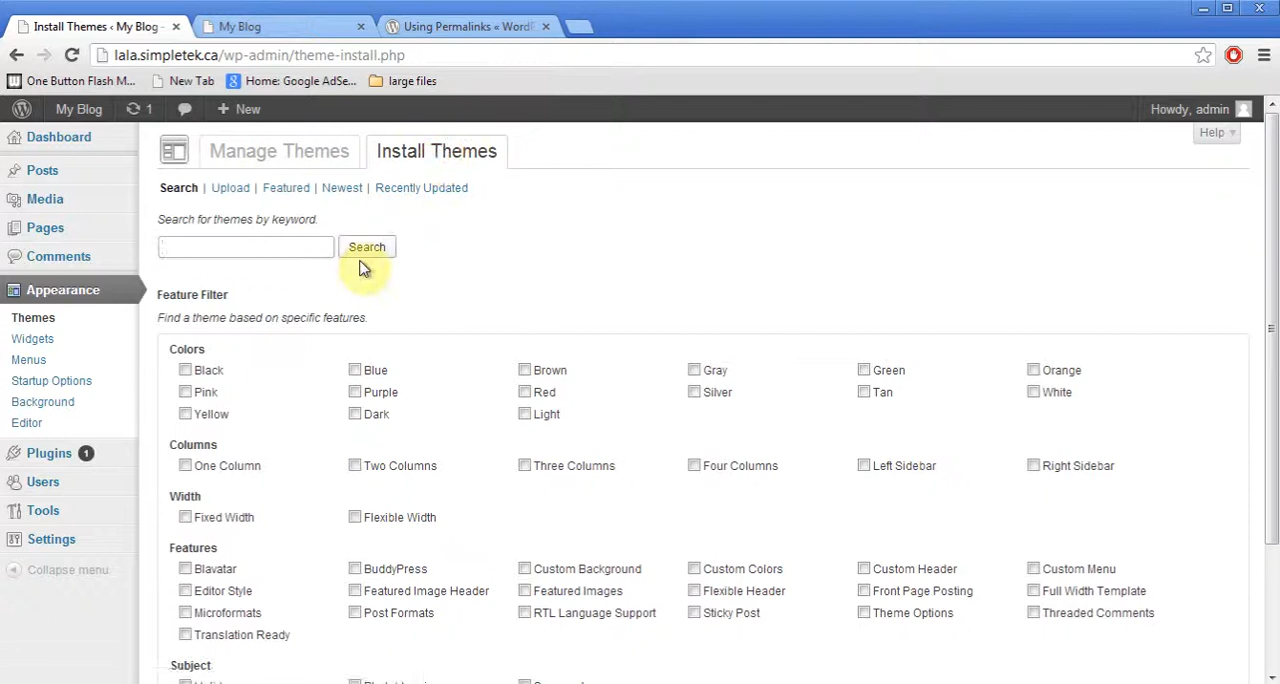 Install Themes ‹ My Blog -
My Blog
Using Permalinks « WordP
lala.simpletek.ca/wp-admin/theme-install.php
One Button Flash M...
New Tab
Home: Google AdSe...
large files
My Blog
1
+ New
Howdy, admin
Help
Dashboard
Posts
Media
Pages
Comments
Appearance
Themes
Widgets
Menus
Startup Options
Background
Editor
Plugins 1
Users
Tools
Settings
Collapse menu
Manage Themes
Install Themes
Search | Upload | Featured | Newest | Recently Updated
Search for themes by keyword.
Search
Feature Filter
Find a theme based on specific features.
Colors
Black Blue Brown Gray Green Orange
Pink Purple Red Silver Tan White
Yellow Dark Light
Columns
One Column Two Columns Three Columns Four Columns Left Sidebar Right Sidebar
Width
Fixed Width Flexible Width
Features
Blavatar BuddyPress Custom Background Custom Colors Custom Header Custom Menu
Editor Style Featured Image Header Featured Images Flexible Header Front Page Posting Full Width Template
Microformats Post Formats RTL Language Support Sticky Post Theme Options Threaded Comments
Translation Ready
Subject